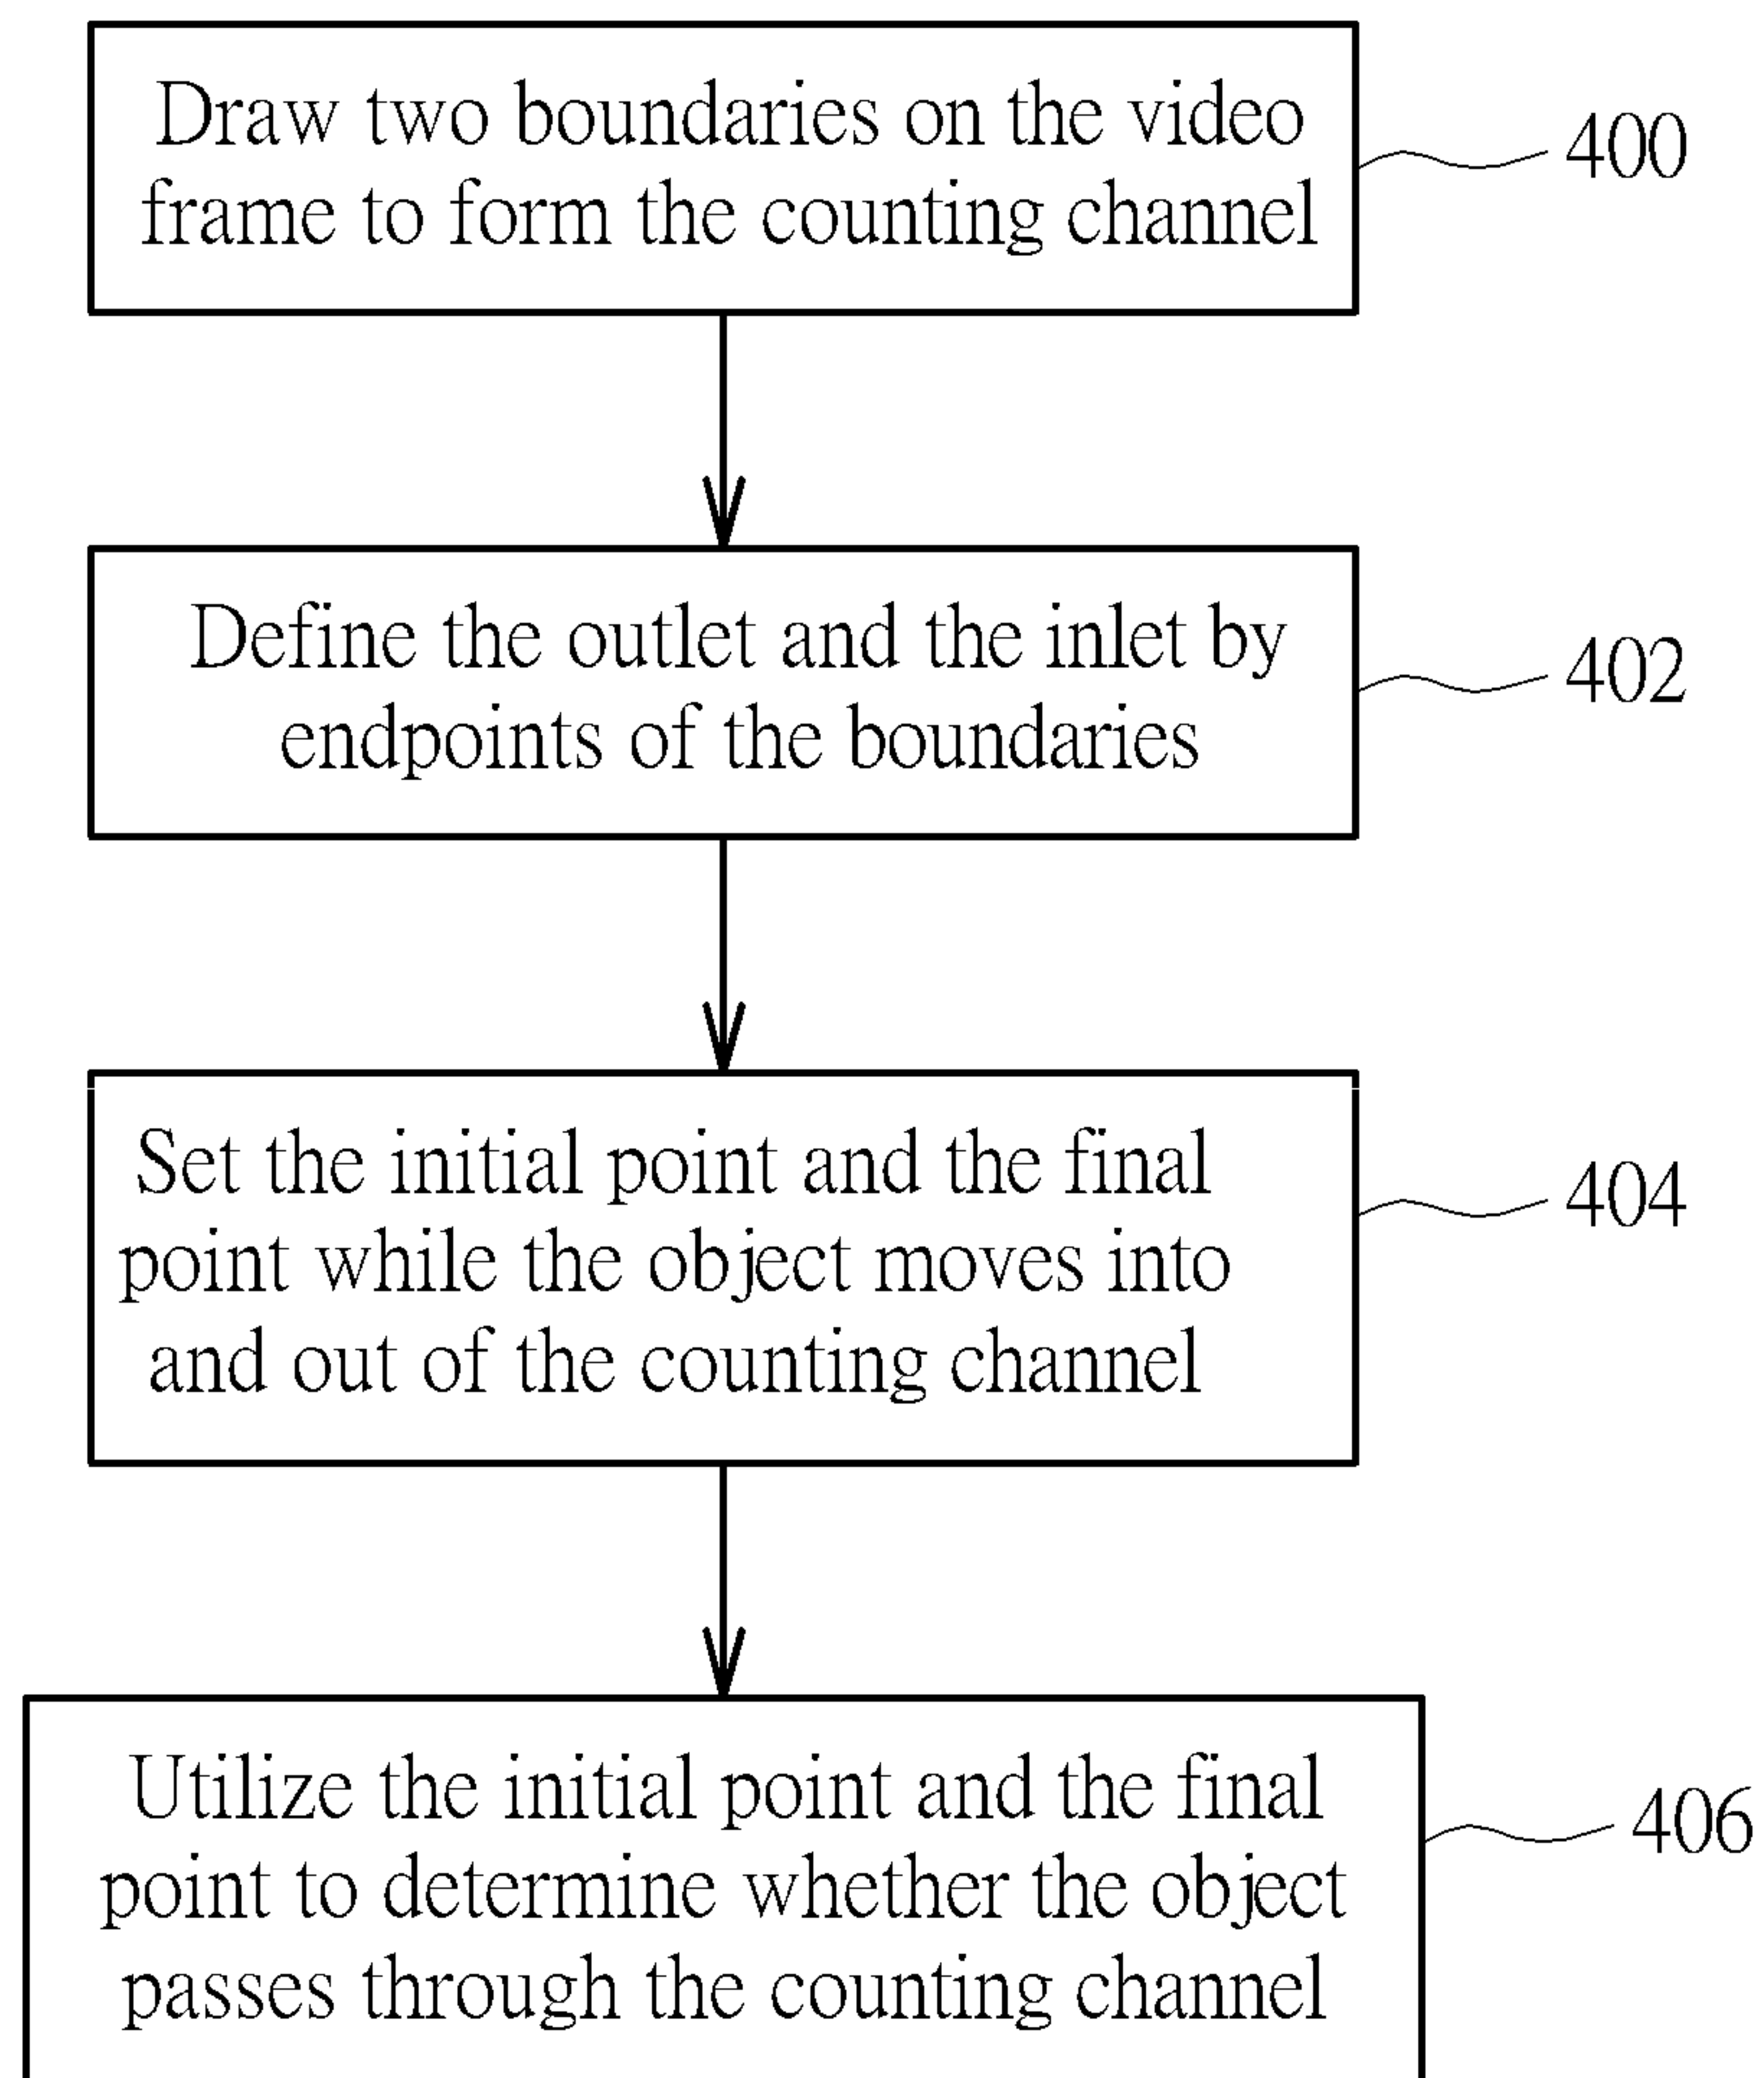 Draw two boundaries on the video
frame to form the counting channel
400
Define the outlet and the inlet by
endpoints of the boundaries
402
Set the initial point and the final
point while the object moves into
and out of the counting channel
404
Utilize the initial point and the final
point to determine whether the object
passes through the counting channel
406